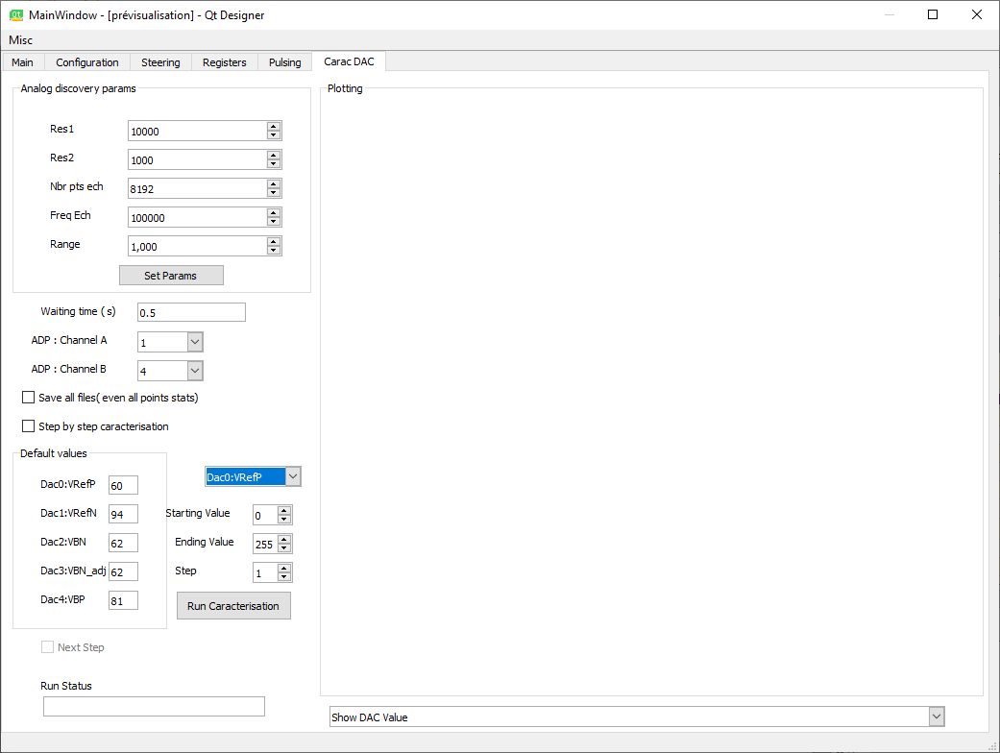 MainWindow - [prévisualisation] - Qt Designer
Misc
Main Configuration Steering Registers Pulsing Carac DAC
Analog discovery params
Res1 10000
Res2 1000
Nbr pts ech 8192
Freq Ech 100000
Range 1,000
Set Params
Waiting time ( s) 0.5
ADP : Channel A 1
ADP : Channel B 4
Save all files( even all points stats)
Step by step caracterisation
Default values
Dac0:VRefP 60
Dac1:VRefN 94
Dac2:VBN 62
Dac3:VBN_adj 62
Dac4:VBP 81
Dac0:VRefP
Starting Value 0
Ending Value 255
Step 1
Run Caracterisation
Next Step
Run Status
Plotting
Show DAC Value